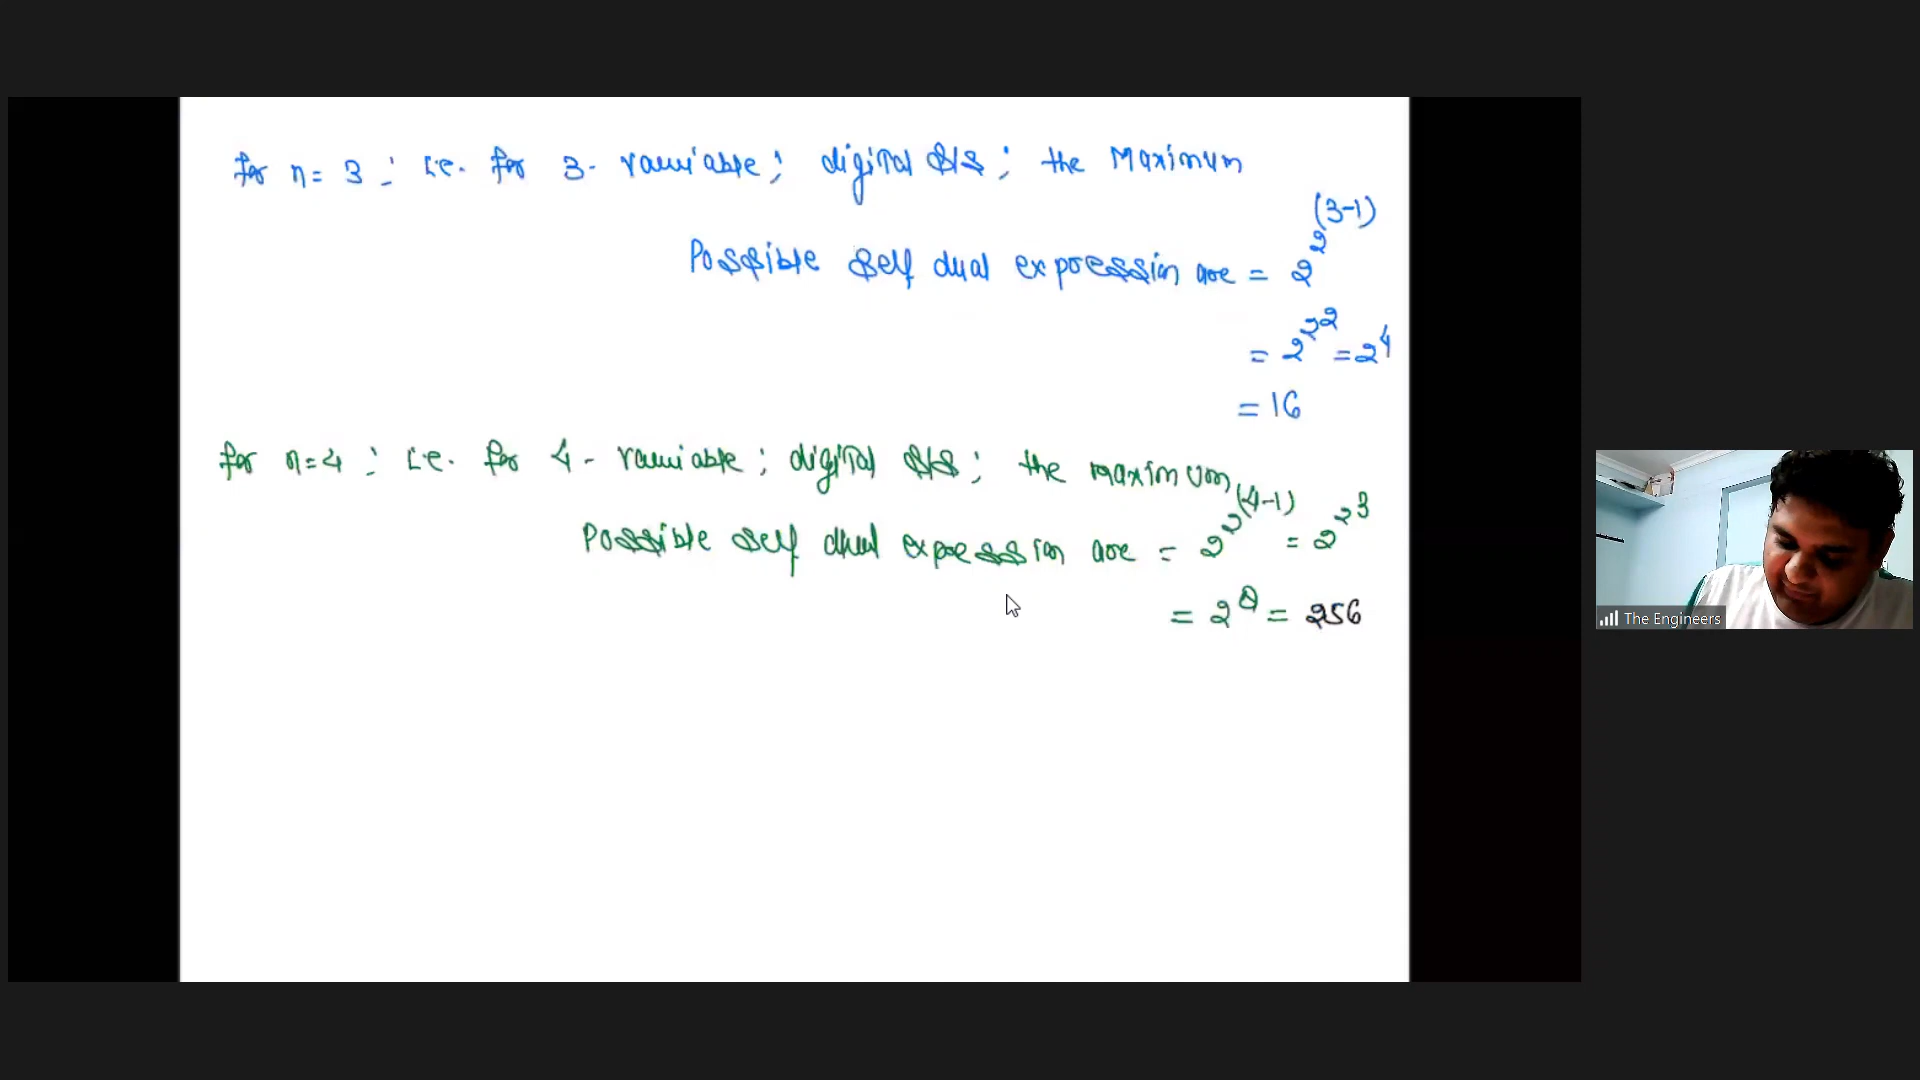 for n = 3 : i.e. for 3 - variable; digital S/S; the Maximum
Possible Self dual expression are = 2^2^(3-1)
= 2^2^2 = 2^4
= 16
for n = 4 : i.e. for 4 - variable; digital S/S; the maximum
Possible Self dual expression are = 2^2^(4-1) = 2^2^3
= 2^8 = 256
The Engineers